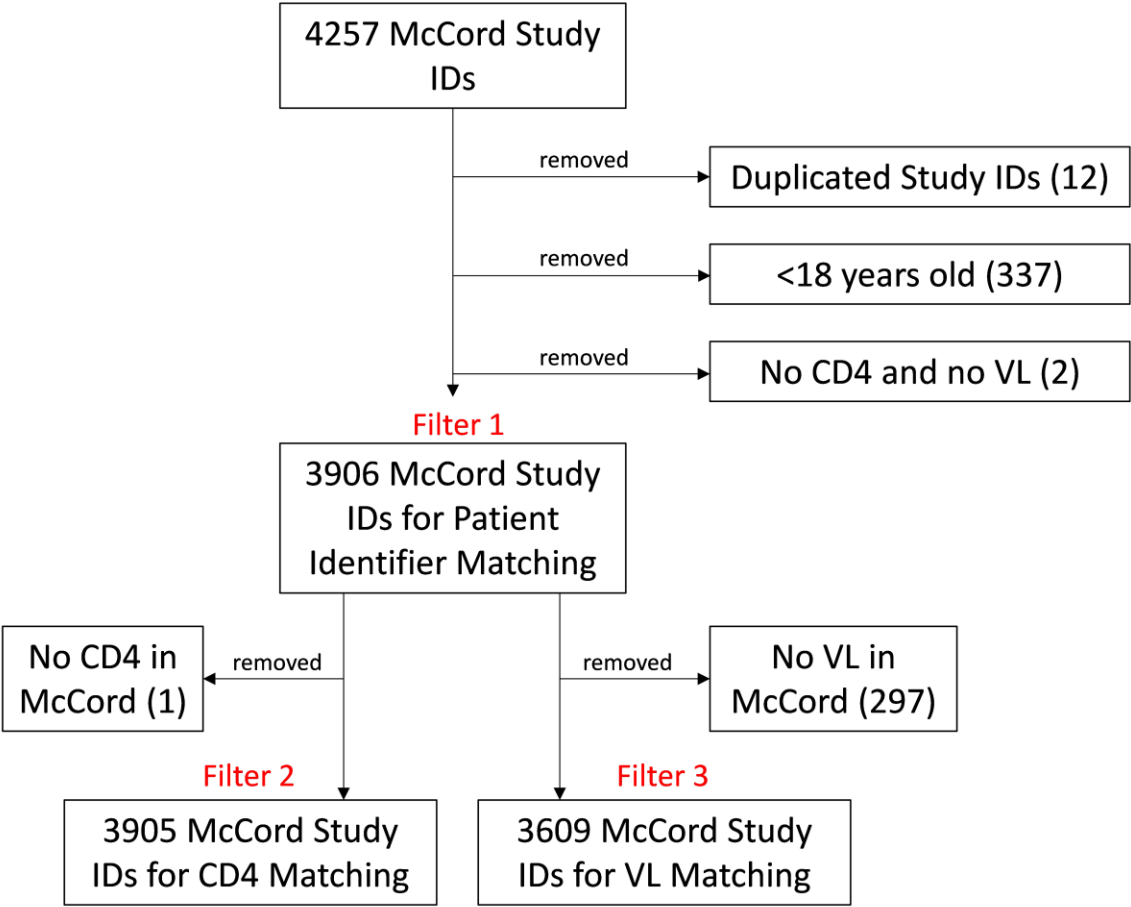 4257 McCord Study
IDs
removed
Duplicated Study IDs (12)
removed
<18 years old (337)
removed
No CD4 and no VL (2)
Filter 1
3906 McCord Study
IDs for Patient
Identifier Matching
No CD4 in
McCord (1)
removed
removed
No VL in
McCord (297)
Filter 2
Filter 3
3905 McCord Study
IDs for CD4 Matching
3609 McCord Study
IDs for VL Matching